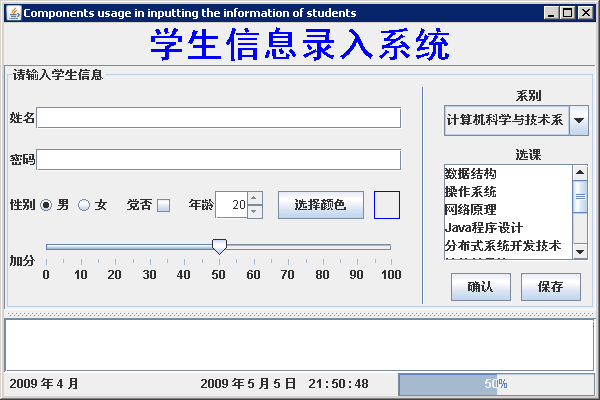 Components usage in inputting the information of students
学生信息录入系统
请输入学生信息
姓名
密码
性别 男 女 党否 年龄 20 选择颜色
加分
0 10 20 30 40 50 60 70 80 90 100
系别
计算机科学与技术系
选课
数据结构
操作系统
网络原理
Java程序设计
分布式系统开发技术
确认 保存
2009 年 4 月 2009 年 5 月 5 日 21 : 50 : 48 50%